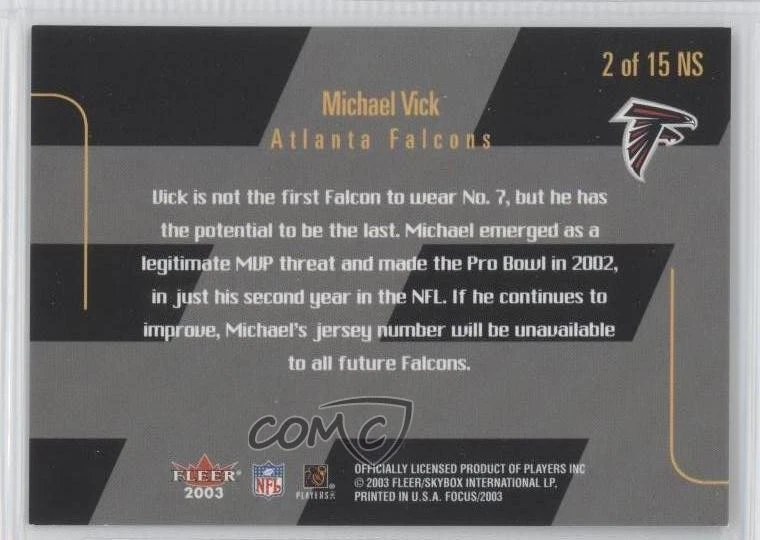 2 of 15 NS
Michael Vick
Atlanta Falcons
Vick is not the first Falcon to wear No. 7, but he has
the potential to be the last. Michael emerged as a
legitimate MVP threat and made the Pro Bowl in 2002,
in just his second year in the NFL. If he continues to
improve, Michael's jersey number will be unavailable
to all future Falcons.
COMC
FLEER
2003
NFL
PLAYERS INC
OFFICIALLY LICENSED PRODUCT OF PLAYERS INC
© 2003 FLEER/SKYBOX INTERNATIONAL LP,
PRINTED IN U.S.A. FOCUS/2003